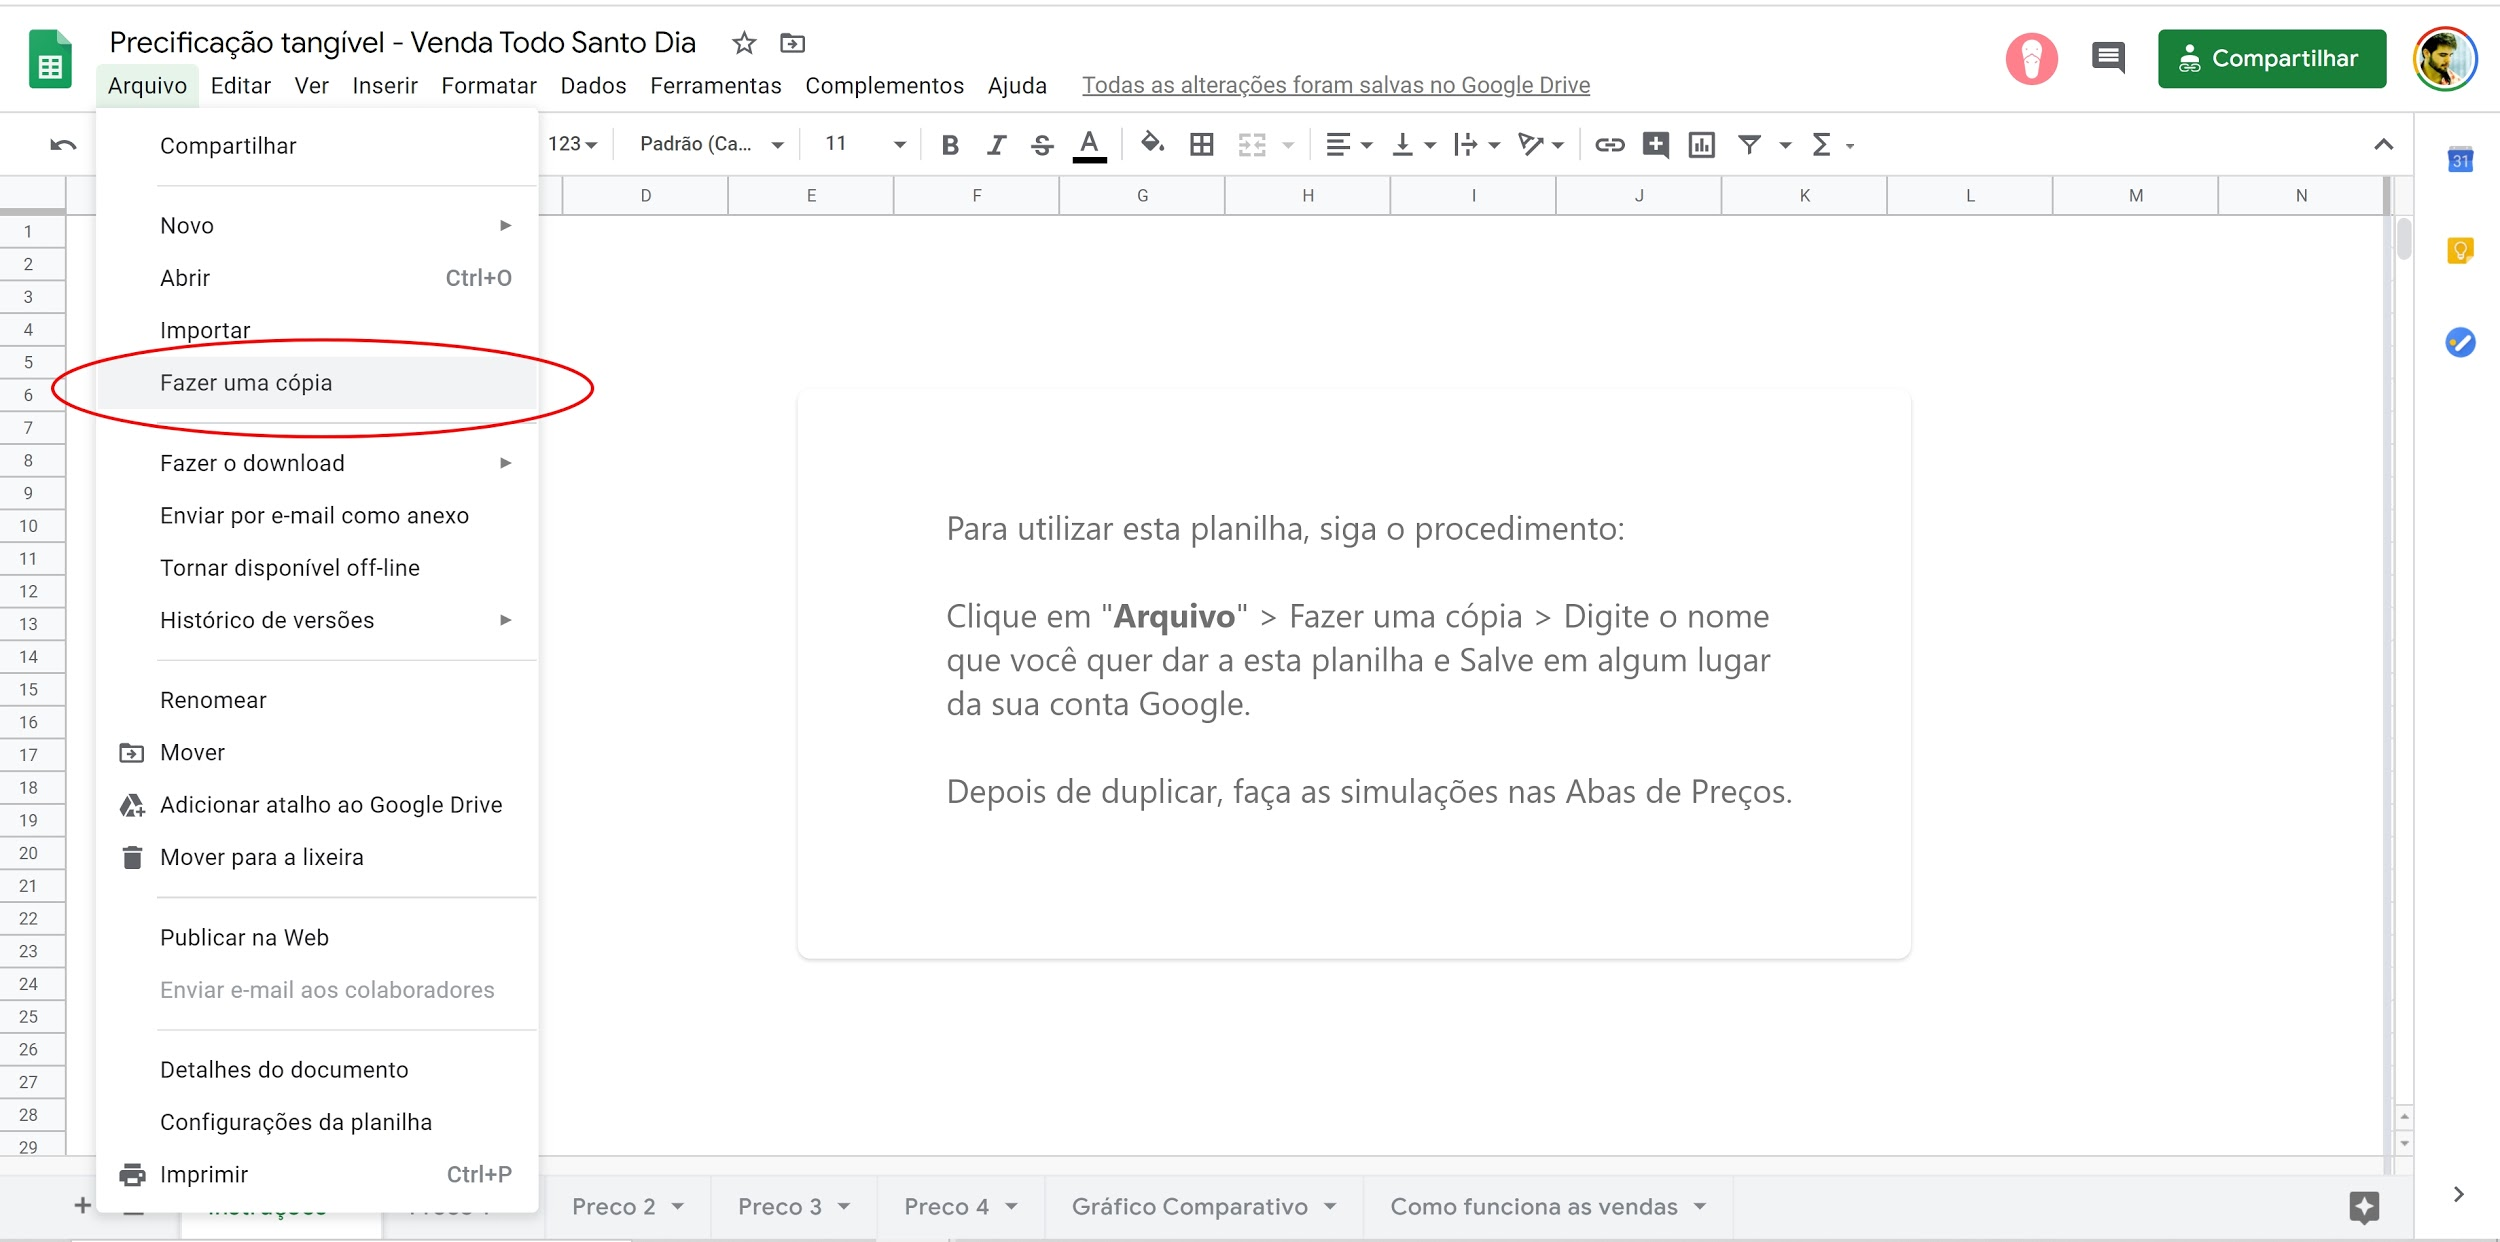 Precificação tangível - Venda Todo Santo Dia
Arquivo Editar Ver Inserir Formatar Dados Ferramentas Complementos Ajuda Todas as alterações foram salvas no Google Drive
Compartilhar
123 Padrão (Ca... 11 B I S A Σ
31
D E F G H I J K L M N
1
2
3
4
5
6
7
8
9
10
11
12
13
14
15
16
17
18
19
20
21
22
23
24
25
26
27
28
29
Compartilhar
Novo
Abrir Ctrl+O
Importar
Fazer uma cópia
Fazer o download
Enviar por e-mail como anexo
Tornar disponível off-line
Histórico de versões
Renomear
Mover
Adicionar atalho ao Google Drive
Mover para a lixeira
Publicar na Web
Enviar e-mail aos colaboradores
Detalhes do documento
Configurações da planilha
Imprimir Ctrl+P
Para utilizar esta planilha, siga o procedimento:
Clique em "Arquivo" > Fazer uma cópia > Digite o nome
que você quer dar a esta planilha e Salve em algum lugar
da sua conta Google.
Depois de duplicar, faça as simulações nas Abas de Preços.
Instruções Preco 2 Preco 3 Preco 4 Gráfico Comparativo Como funciona as vendas